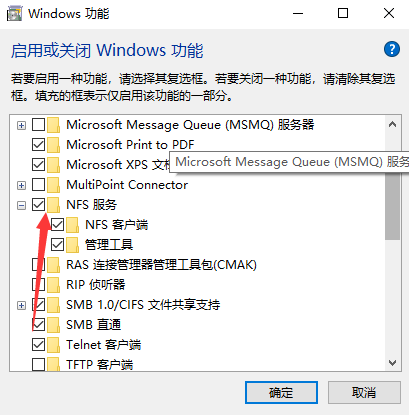 Windows 功能
启用或关闭 Windows 功能
若要启用一种功能，请选择其复选框。若要关闭一种功能，请清除其复选
框。填充的框表示仅启用该功能的一部分。
Microsoft Message Queue (MSMQ) 服务器
Microsoft Print to PDF
Microsoft XPS 文档
Microsoft Message Queue (MSMQ) 服务
MultiPoint Connector
NFS 服务
NFS 客户端
管理工具
RAS 连接管理器管理工具包(CMAK)
RIP 侦听器
SMB 1.0/CIFS 文件共享支持
SMB 直通
Telnet 客户端
TFTP 客户端
确定
取消